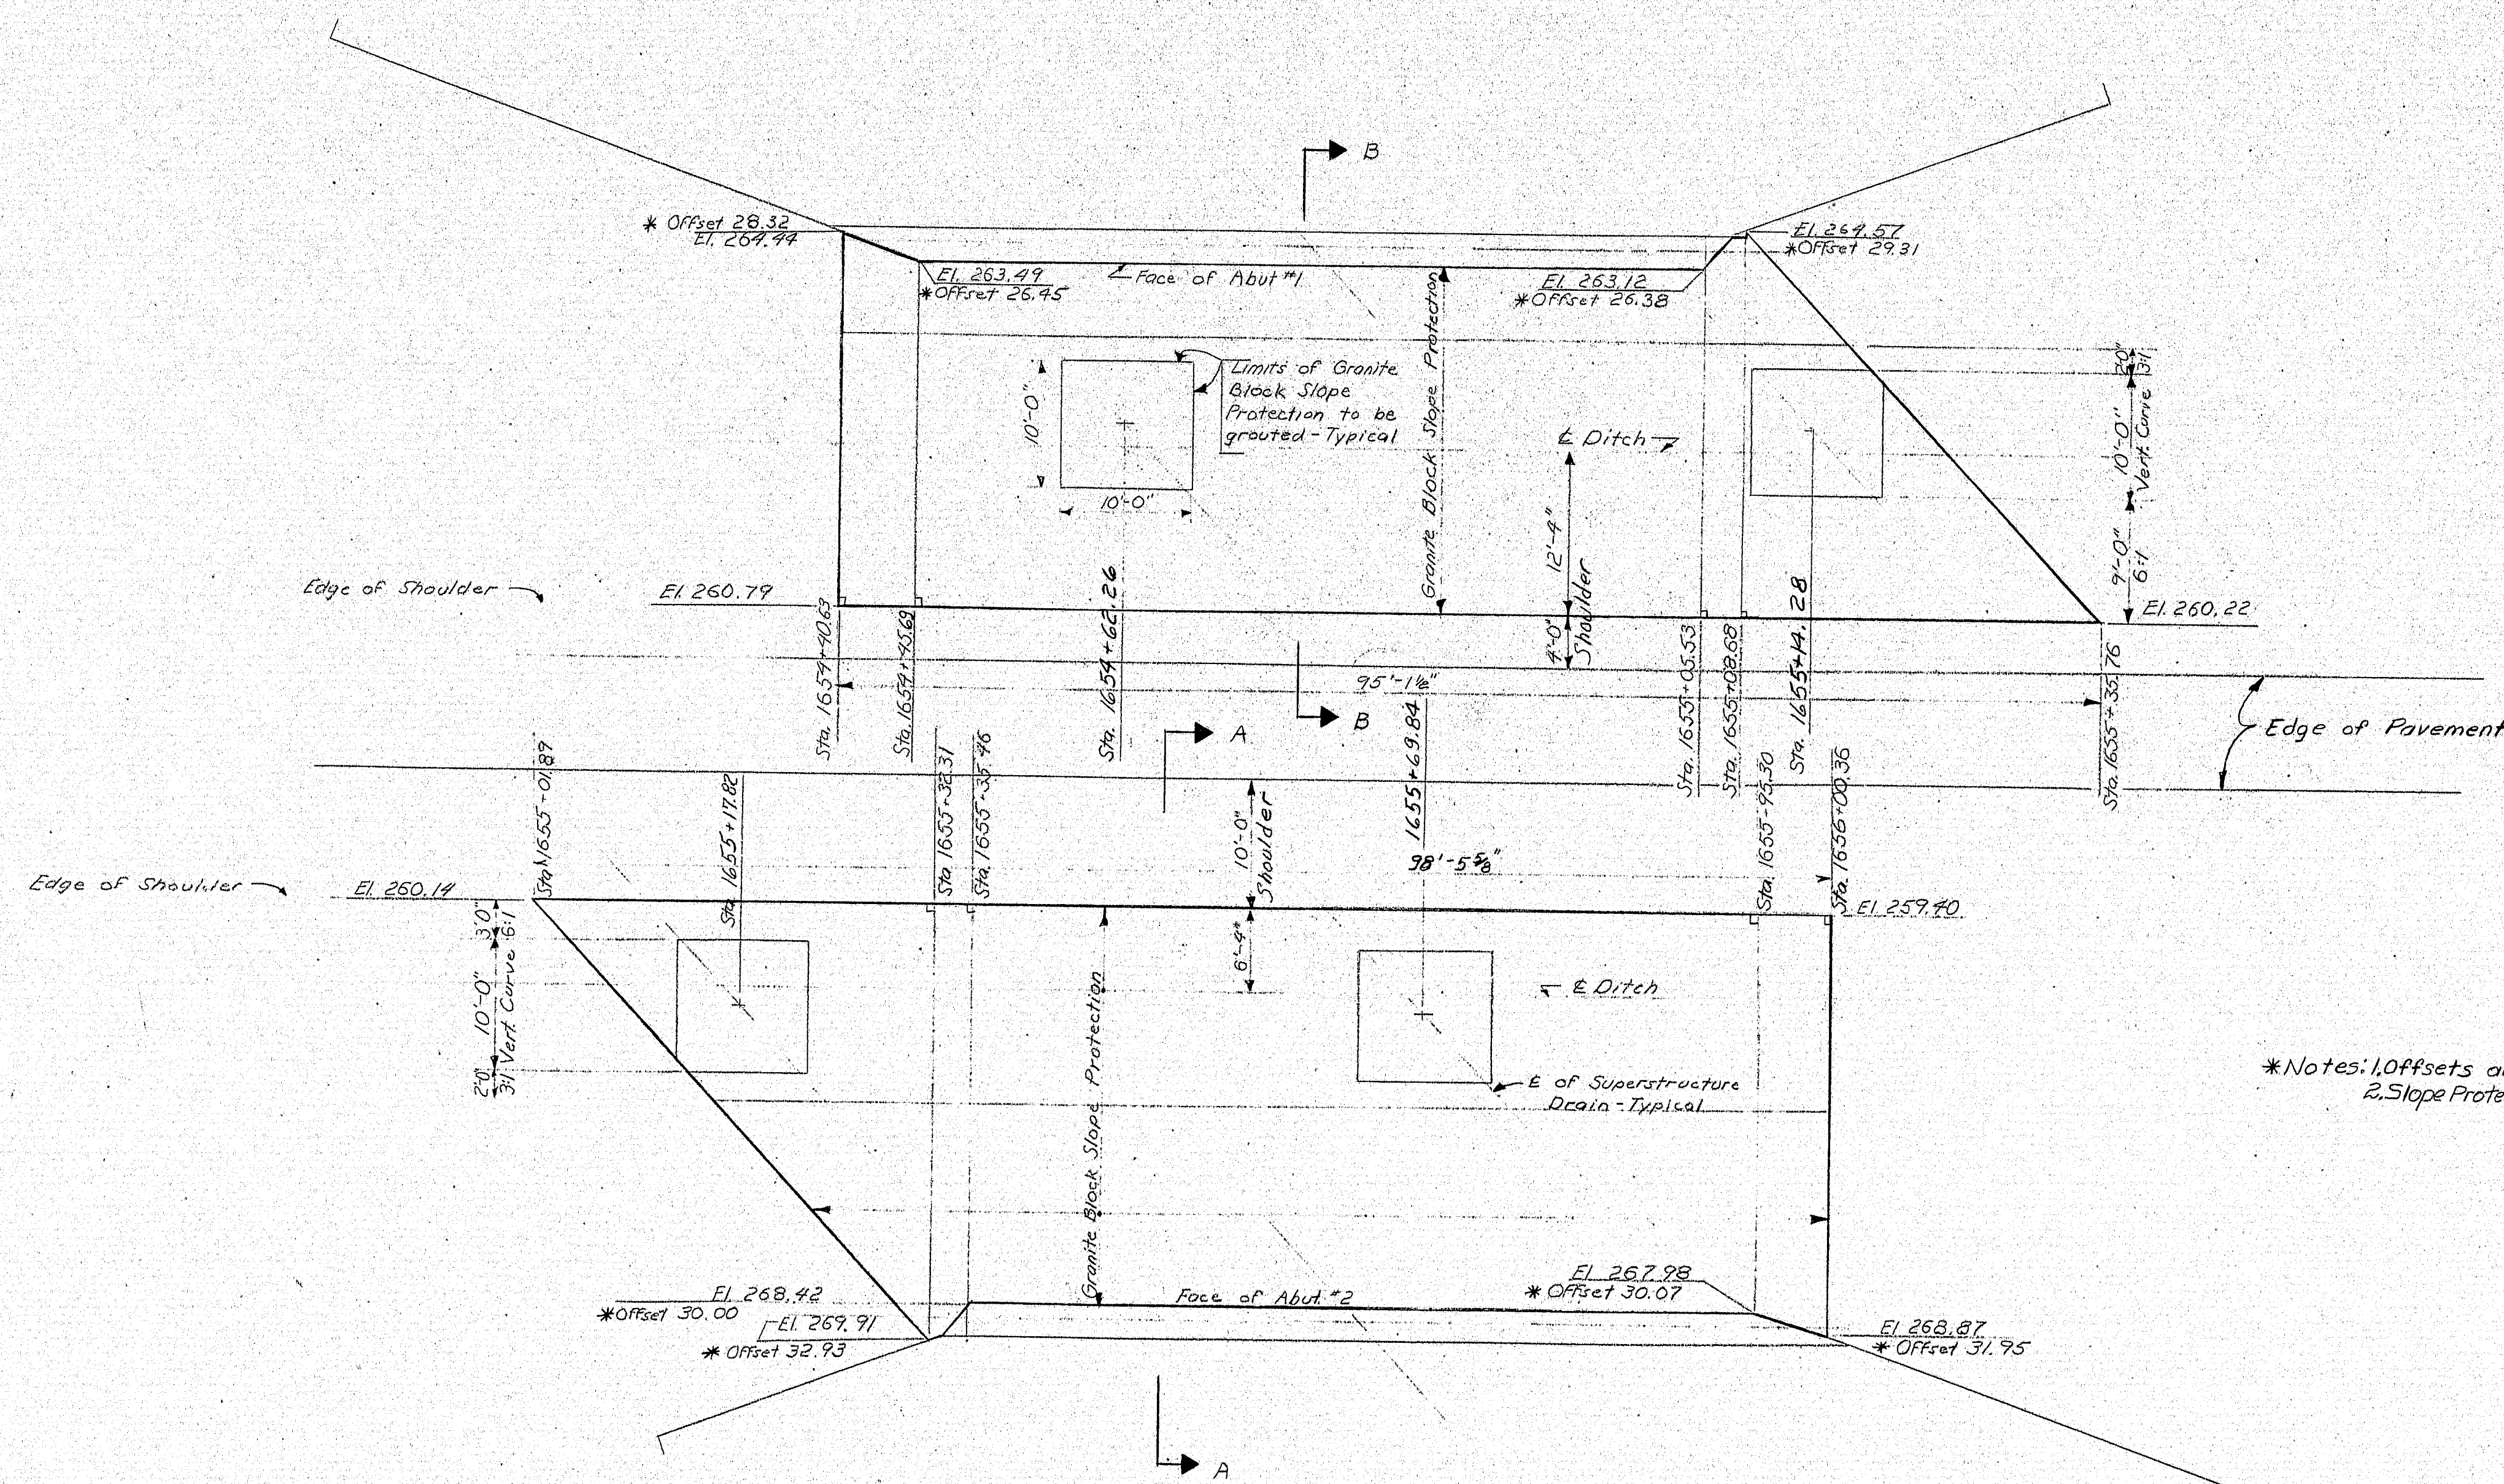 B
* Offset 28.32
El. 264.44
El. 264.57
*Offset 29.31
El. 263.49
*Offset 26.45
Face of Abut #1
El. 263.12
*Offset 26.38
Granite Block Slope Protection
Limits of Granite
Block Slope
Protection to be
grouted-Typical
10'-0"
10'-0"
℄ Ditch
12'-4"
4'-0"
Shoulder
2'-0"
3:1
10'-0"
Vert. Curve
9'-0"
6:1
Edge of Shoulder
El. 260.79
El. 260.22
Sta. 1654+40.63
Sta. 1654+45.69
Sta. 1654+62.26
95'-1½"
B
Sta. 1655+05.53
Sta. 1655+08.68
Sta. 1655+14.28
Sta. 1655+35.76
Edge of Pavement
A
Sta. 1655+01.89
Sta. 1655+17.82
Sta. 1655+32.31
Sta. 1655+35.46
10'-0"
Shoulder
1655+69.84
98'-5⅝"
Sta. 1655+95.30
Sta. 1656+00.36
Edge of Shoulder
El. 260.14
El. 259.40
3'-0"
6:1
10'-0"
Vert. Curve
2'-0"
3:1
6'-4"
℄ Ditch
Granite Block Slope Protection
℄ of Superstructure
Drain-Typical
*Notes: 1.Offsets
2.Slope
El. 268.42
*Offset 30.00
El. 269.91
* Offset 32.93
Face of Abut. #2
El. 267.98
* Offset 30.07
El. 268.87
* Offset 31.95
A